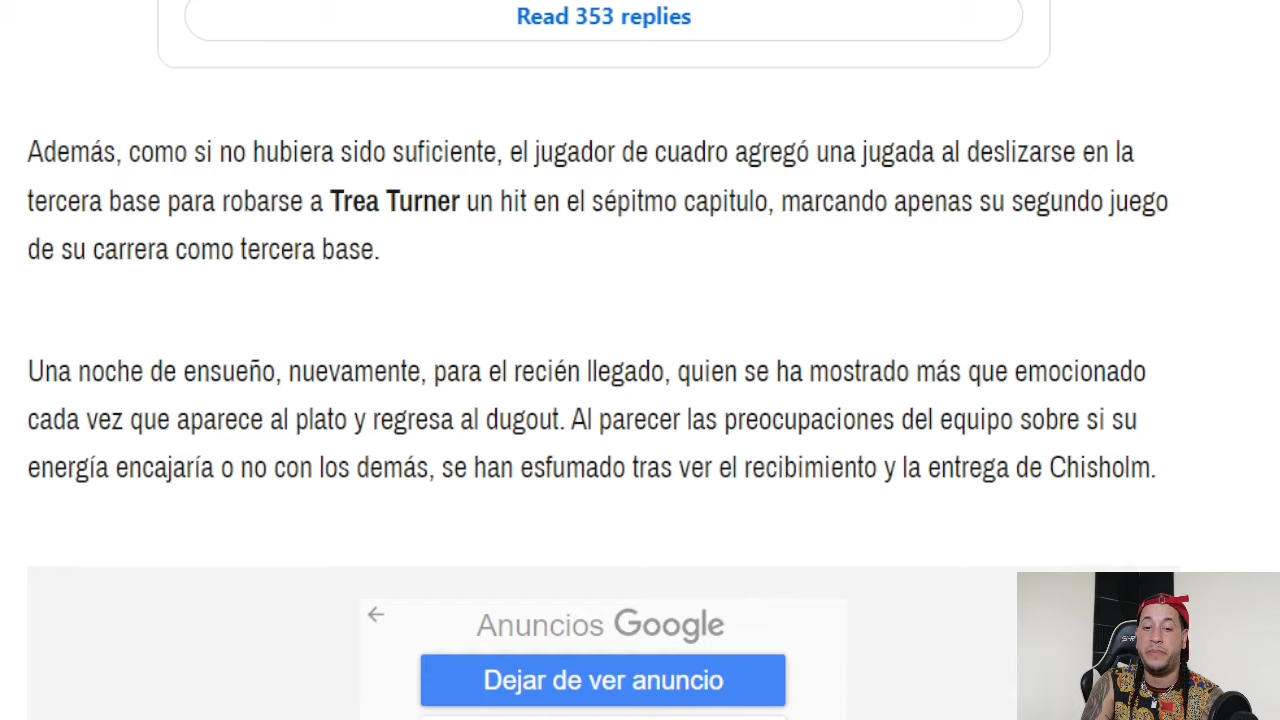 Read 353 replies
Además, como si no hubiera sido suficiente, el jugador de cuadro agregó una jugada al deslizarse en la
tercera base para robarse a Trea Turner un hit en el sépitmo capitulo, marcando apenas su segundo juego
de su carrera como tercera base.
Una noche de ensueño, nuevamente, para el recién llegado, quien se ha mostrado más que emocionado
cada vez que aparece al plato y regresa al dugout. Al parecer las preocupaciones del equipo sobre si su
energía encajaría o no con los demás, se han esfumado tras ver el recibimiento y la entrega de Chisholm.
Anuncios Google
Dejar de ver anuncio